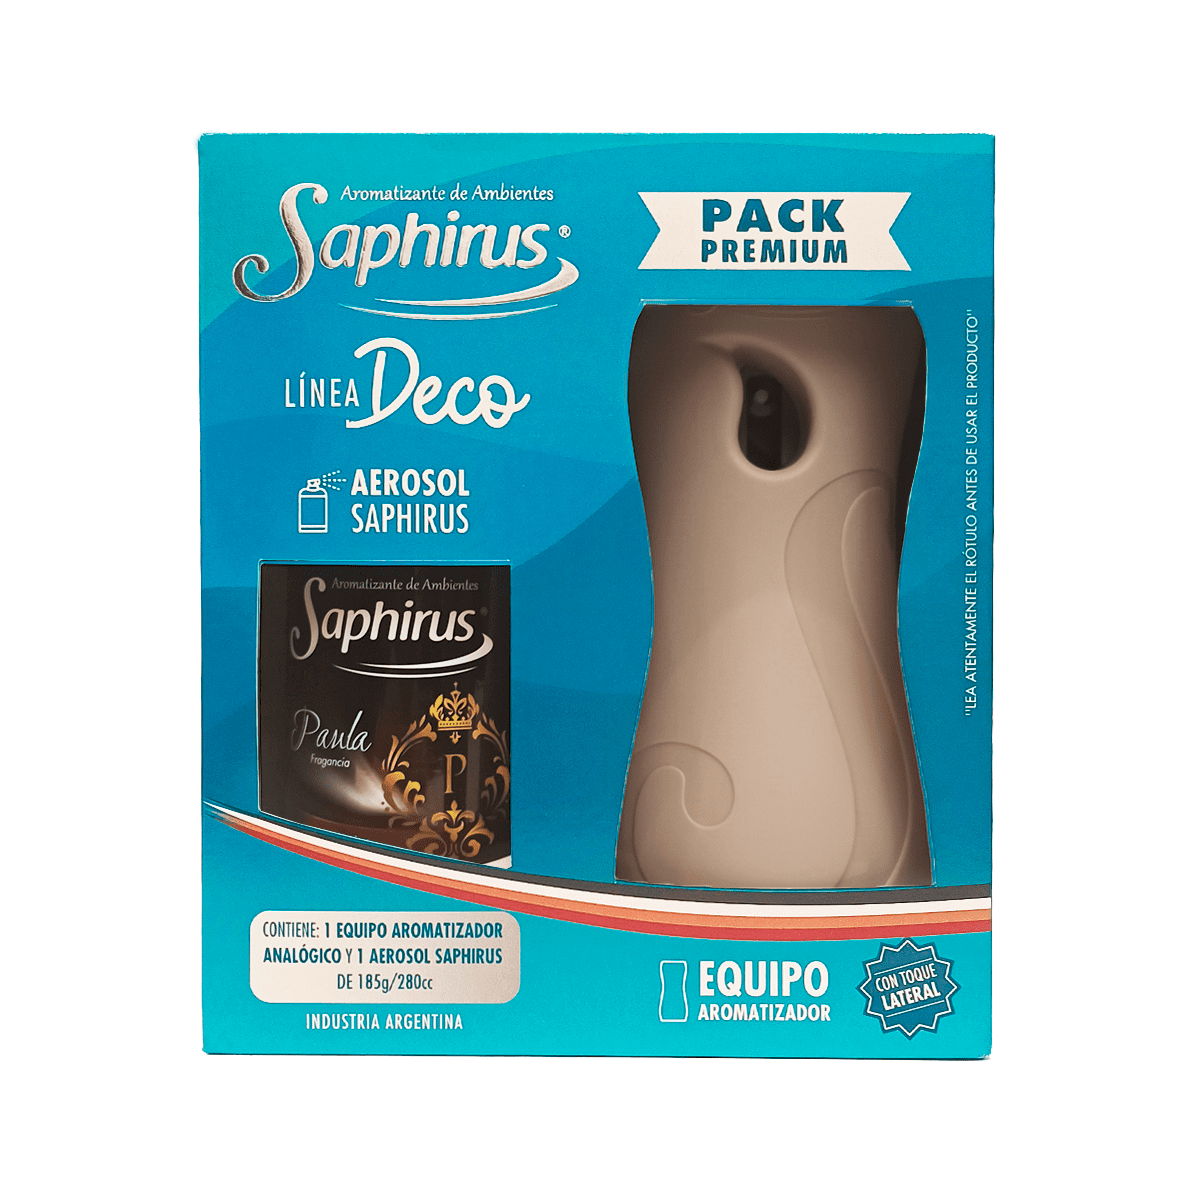 Aromatizante de Ambientes
Saphirus®
LÍNEA Deco
AEROSOL
SAPHIRUS
Aromatizante de Ambientes
Saphirus®
Paula
Fragancia
P
CONTIENE: 1 EQUIPO AROMATIZADOR
ANALÓGICO Y 1 AEROSOL SAPHIRUS
DE 185g/280cc
INDUSTRIA ARGENTINA
PACK
PREMIUM
"LEA ATENTAMENTE EL RÓTULO ANTES DE USAR EL PRODUCTO"
EQUIPO
AROMATIZADOR
CON TOQUE
LATERAL